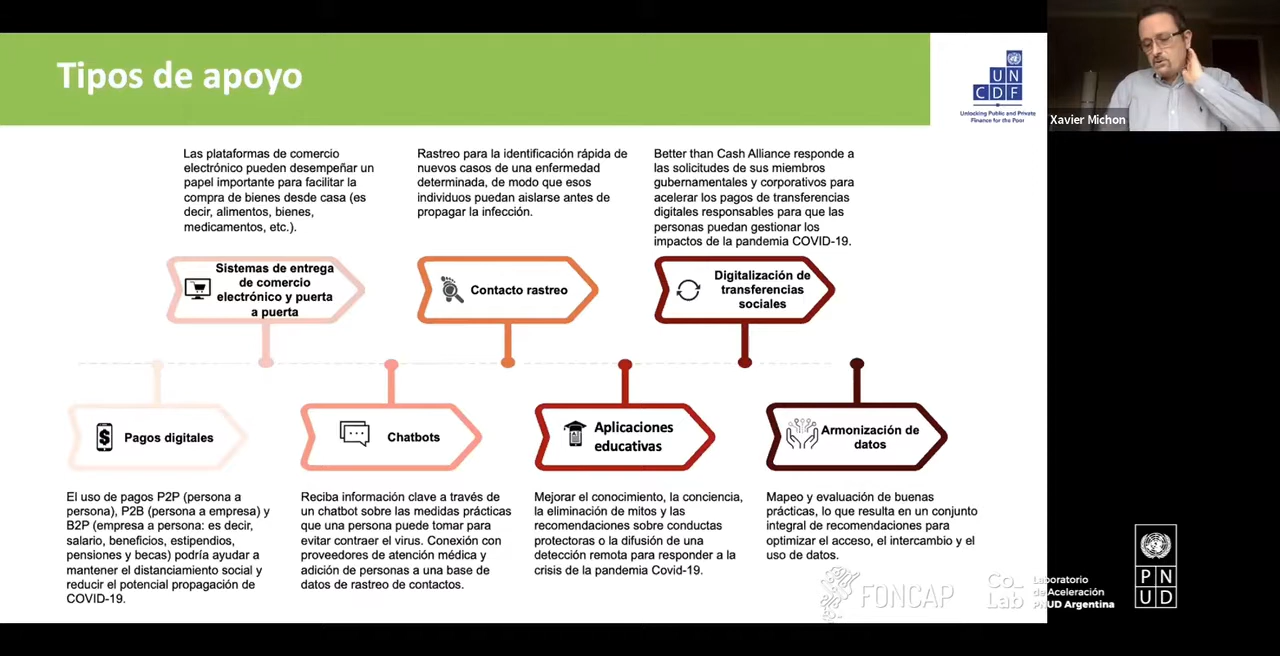 Tipos de apoyo
UN
CDF
Unlocking Public and Private
Finance for the Poor
Xavier Michon
Las plataformas de comercio
electrónico pueden desempeñar un
papel importante para facilitar la
compra de bienes desde casa (es
decir, alimentos, bienes,
medicamentos, etc.).
Rastreo para la identificación rápida de
nuevos casos de una enfermedad
determinada, de modo que esos
individuos puedan aislarse antes de
propagar la infección.
Better than Cash Alliance responde a
las solicitudes de sus miembros
gubernamentales y corporativos para
acelerar los pagos de transferencias
digitales responsables para que las
personas puedan gestionar los
impactos de la pandemia COVID-19.
Sistemas de entrega
de comercio
electrónico y puerta
a puerta
Contacto rastreo
Digitalización de
transferencias
sociales
$
Pagos digitales
Chatbots
Aplicaciones
educativas
Armonización de
datos
El uso de pagos P2P (persona a
persona), P2B (persona a empresa) y
B2P (empresa a persona: es decir,
salario, beneficios, estipendios,
pensiones y becas) podría ayudar a
mantener el distanciamiento social y
reducir el potencial propagación de
COVID-19.
Reciba información clave a través de
un chatbot sobre las medidas prácticas
que una persona puede tomar para
evitar contraer el virus. Conexión con
proveedores de atención médica y
adición de personas a una base de
datos de rastreo de contactos.
Mejorar el conocimiento, la conciencia,
la eliminación de mitos y las
recomendaciones sobre conductas
protectoras o la difusión de una
detección remota para responder a la
crisis de la pandemia Covid-19.
Mapeo y evaluación de buenas
prácticas, lo que resulta en un conjunto
integral de recomendaciones para
optimizar el acceso, el intercambio y el
uso de datos.
FONCAP
Co_
Lab
Laboratorio
de Aceleración
PNUD Argentina
PN
UD